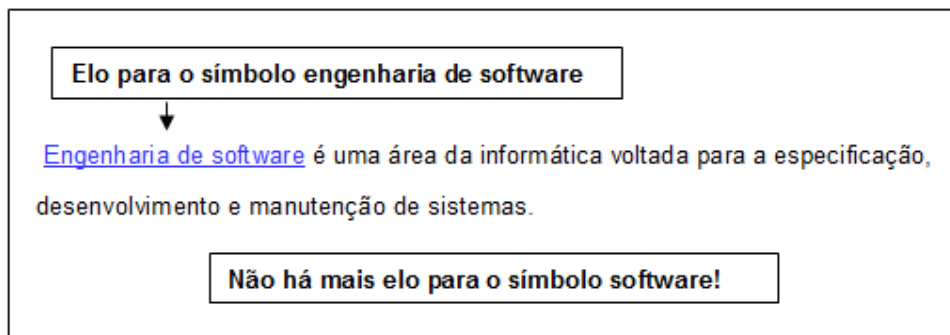 Elo para o símbolo engenharia de software
Engenharia de software é uma área da informática voltada para a especificação,
desenvolvimento e manutenção de sistemas.
Não há mais elo para o símbolo software!